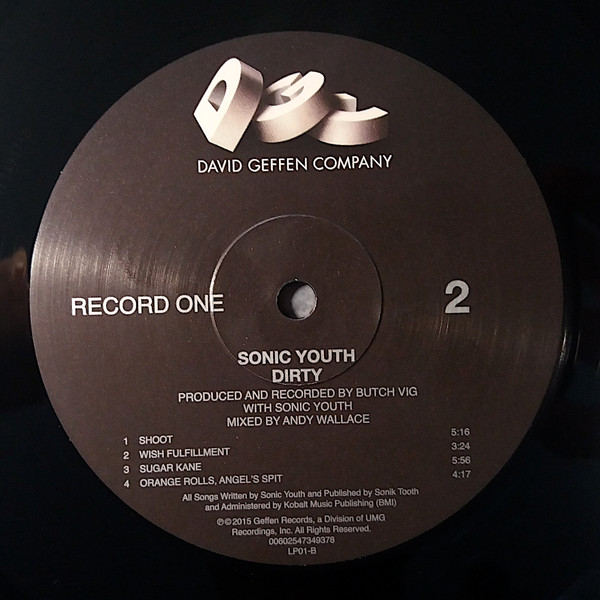 DGC
DAVID GEFFEN COMPANY
RECORD ONE
2
SONIC YOUTH
DIRTY
PRODUCED AND RECORDED BY BUTCH VIG
WITH SONIC YOUTH
MIXED BY ANDY WALLACE
1 SHOOT 5:16
2 WISH FULFILLMENT 3:24
3 SUGAR KANE 5:56
4 ORANGE ROLLS, ANGEL'S SPIT 4:17
All Songs Written by Sonic Youth and Published by Sonik Tooth
and Administered by Kobalt Music Publishing (BMI)
℗©2015 Geffen Records, a Division of UMG
Recordings, Inc. All Rights Reserved.
00602547349378
LP01-B